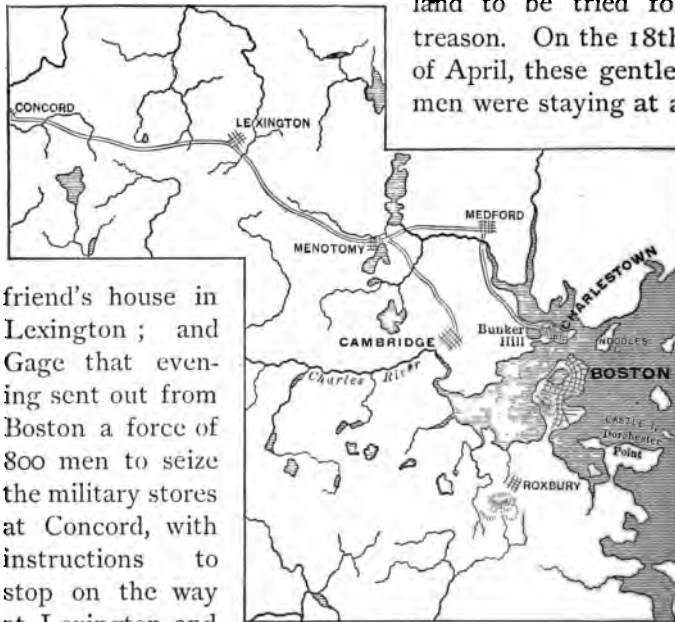 land to be tried for
treason. On the 18th
of April, these gentle-
men were staying at a
CONCORD
LEXINGTON
MEDFORD
MENOTOMY
CHARLESTOWN
Bunker
Hill
NODDLES
CAMBRIDGE
BOSTON
Charles River
CASTLE I.
Dorchester
Point
ROXBURY
friend's house in
Lexington; and
Gage that even-
ing sent out from
Boston a force of
800 men to seize
the military stores
at Concord, with
instructions to
stop on the way
at Lexington and